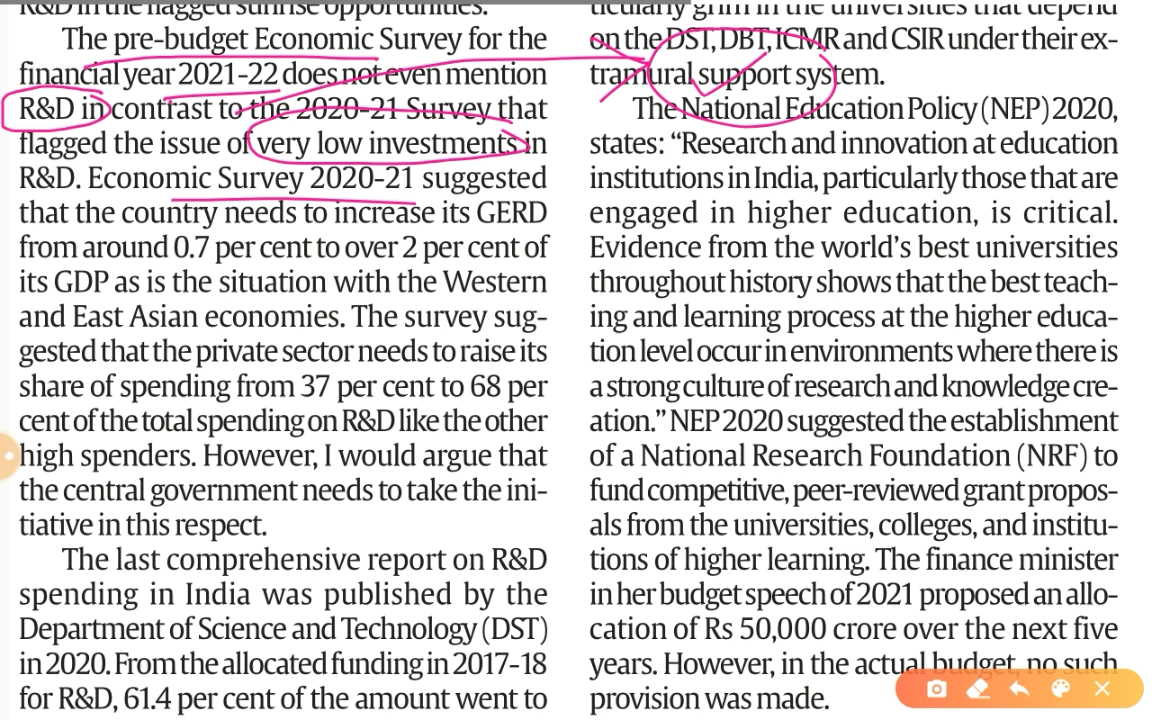 R&D in the flagged sunrise opportunities.
The pre-budget Economic Survey for the
financial year 2021-22 does not even mention
R&D in contrast to the 2020-21 Survey that
flagged the issue of very low investments in
R&D. Economic Survey 2020-21 suggested
that the country needs to increase its GERD
from around 0.7 per cent to over 2 per cent of
its GDP as is the situation with the Western
and East Asian economies. The survey sug-
gested that the private sector needs to raise its
share of spending from 37 per cent to 68 per
cent of the total spending on R&D like the other
high spenders. However, I would argue that
the central government needs to take the ini-
tiative in this respect.
The last comprehensive report on R&D
spending in India was published by the
Department of Science and Technology (DST)
in 2020. From the allocated funding in 2017-18
for R&D, 61.4 per cent of the amount went to
ticularly grim in the universities that depend
on the DST, DBT, ICMR and CSIR under their ex-
tramural support system.
The National Education Policy (NEP) 2020,
states: “Research and innovation at education
institutions in India, particularly those that are
engaged in higher education, is critical.
Evidence from the world’s best universities
throughout history shows that the best teach-
ing and learning process at the higher educa-
tion level occur in environments where there is
a strong culture of research and knowledge cre-
ation.” NEP 2020 suggested the establishment
of a National Research Foundation (NRF) to
fund competitive, peer-reviewed grant propos-
als from the universities, colleges, and institu-
tions of higher learning. The finance minister
in her budget speech of 2021 proposed an allo-
cation of Rs 50,000 crore over the next five
years. However, in the actual budget, no such
provision was made.